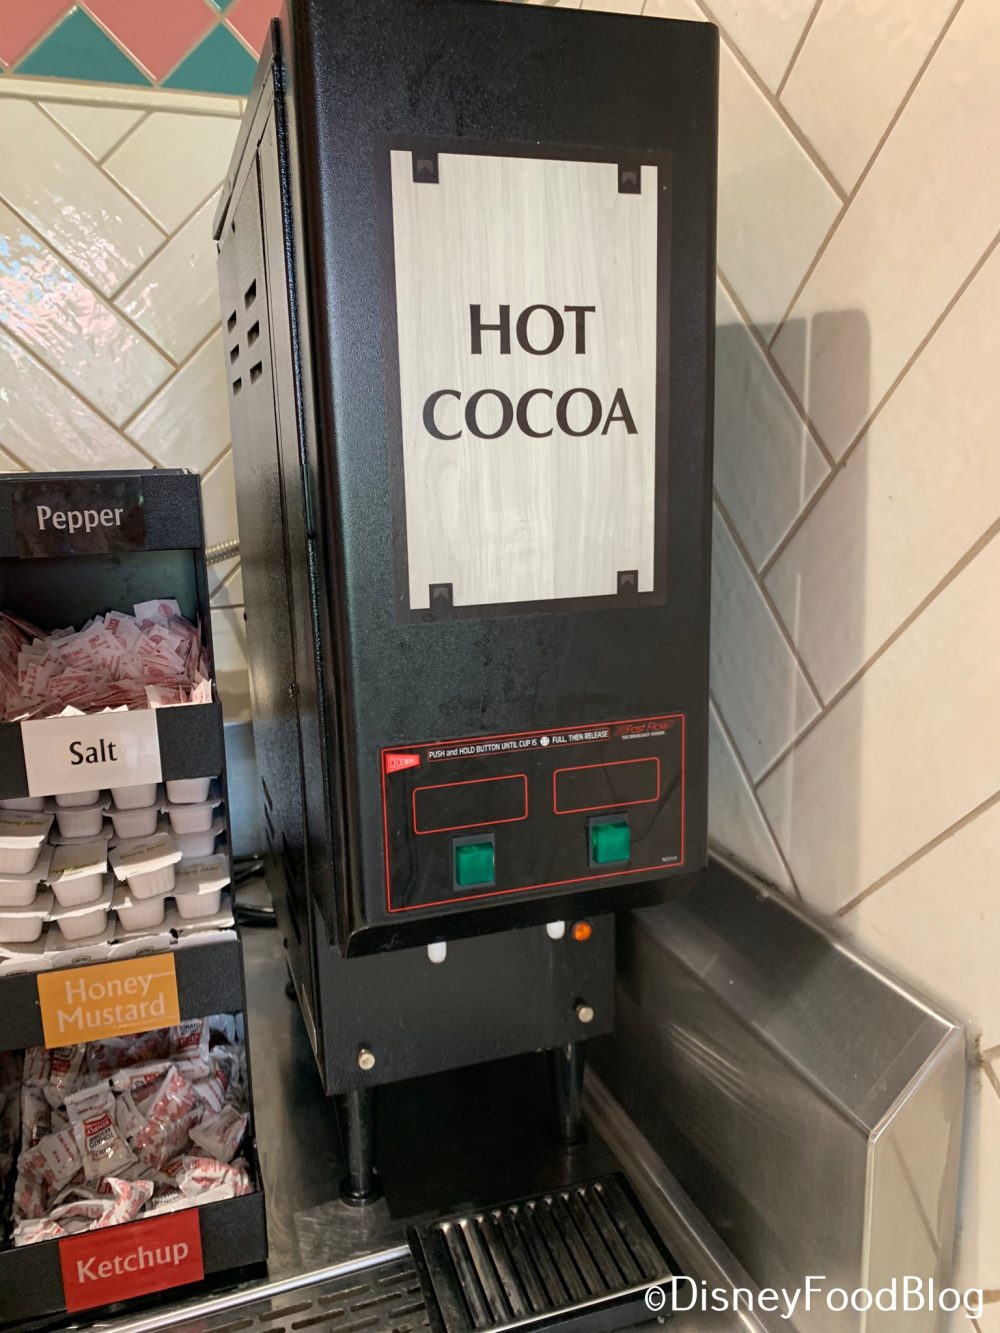 HOT
COCOA
Pepper
Salt
Honey
Mustard
Ketchup
PUSH and HOLD BUTTON UNTIL CUP IS FULL, THEN RELEASE
Fast Flow
©DisneyFoodBlog